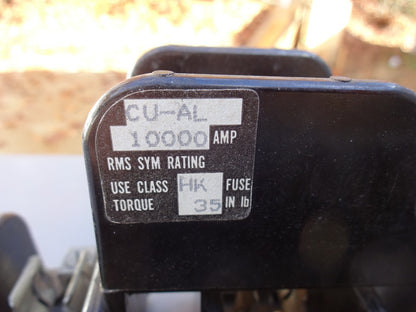 CU-AL
10000 AMP
RMS SYM RATING
USE CLASS HK FUSE
TORQUE 35 IN lb